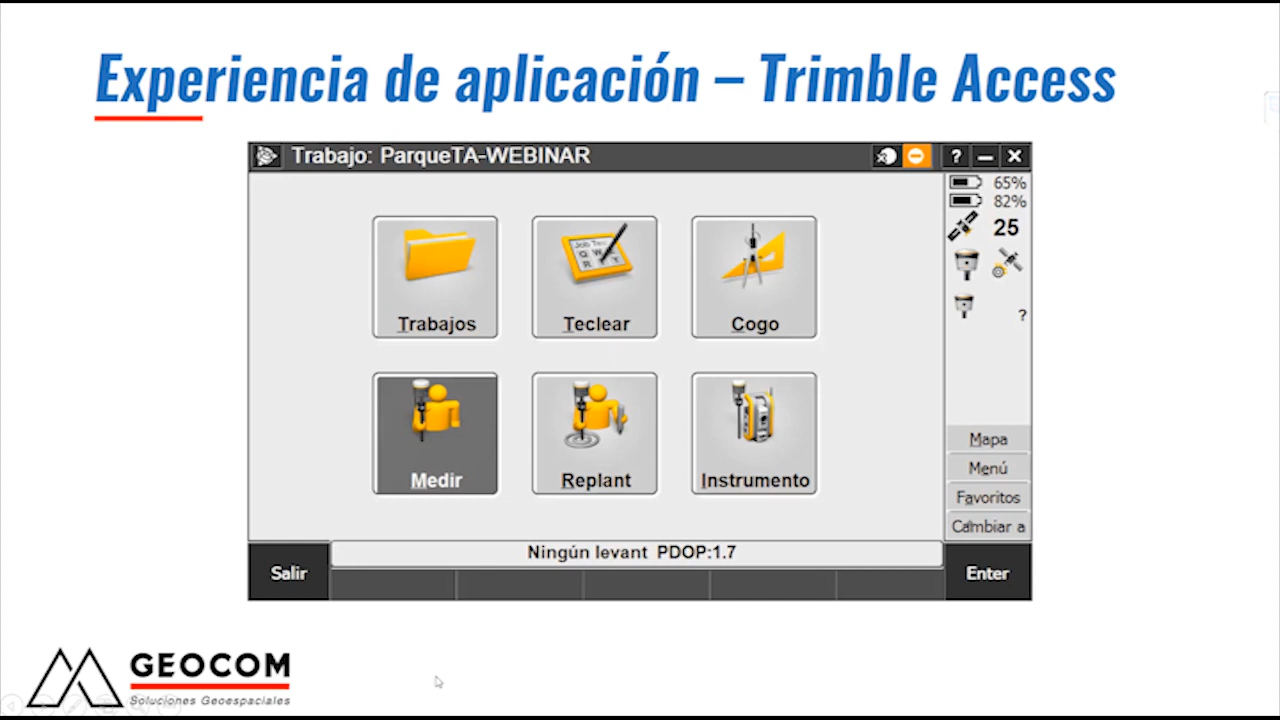 Experiencia de aplicación – Trimble Access
Trabajo: ParqueTA-WEBINAR
?
65%
82%
25
?
Trabajos
Teclear
Cogo
Medir
Replant
Instrumento
Mapa
Menú
Favoritos
Cambiar a
Ningún levant PDOP:1.7
Salir
Enter
GEOCOM
Soluciones Geoespaciales